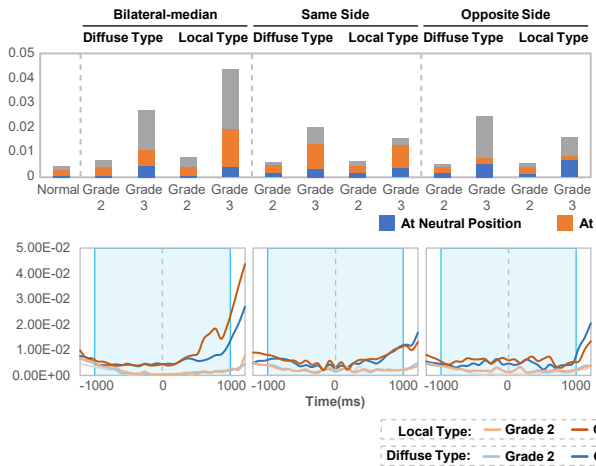 Bilateral-median Same Side Opposite Side
Diffuse Type Local Type Diffuse Type Local Type Diffuse Type Local Type
0.05
0.04
0.03
0.02
0.01
0
Normal Grade 2 Grade 3 Grade 2 Grade 3 Grade 2 Grade 3 Grade 2 Grade 3 Grade 2 Grade 3 Grade 2 Grade 3
At Neutral Position At
5.00E-02
4.00E-02
3.00E-02
2.00E-02
1.00E-02
0.00E+00
-1000 0 1000 -1000 0 1000 -1000 0 1000
Time(ms)
Local Type: Grade 2
Diffuse Type: Grade 2